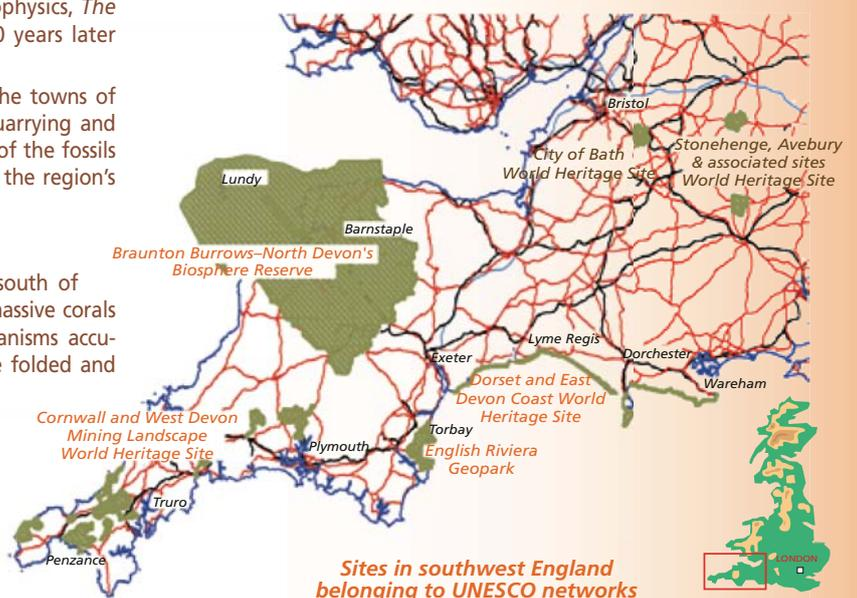 ophysics, The
0 years later
he towns of
uarrying and
of the fossils
the region's
south of
massive corals
anisms accu-
e folded and
Bristol
City of Bath
World Heritage Site
Stonehenge, Avebury
& associated sites
World Heritage Site
Lundy
Barnstaple
Braunton Burrows–North Devon's
Biosphere Reserve
Lyme Regis
Exeter
Dorchester
Wareham
Dorset and East
Devon Coast World
Heritage Site
Cornwall and West Devon
Mining Landscape
World Heritage Site
Torbay
Plymouth
English Riviera
Geopark
Truro
Penzance
LONDON
Sites in southwest England
belonging to UNESCO networks